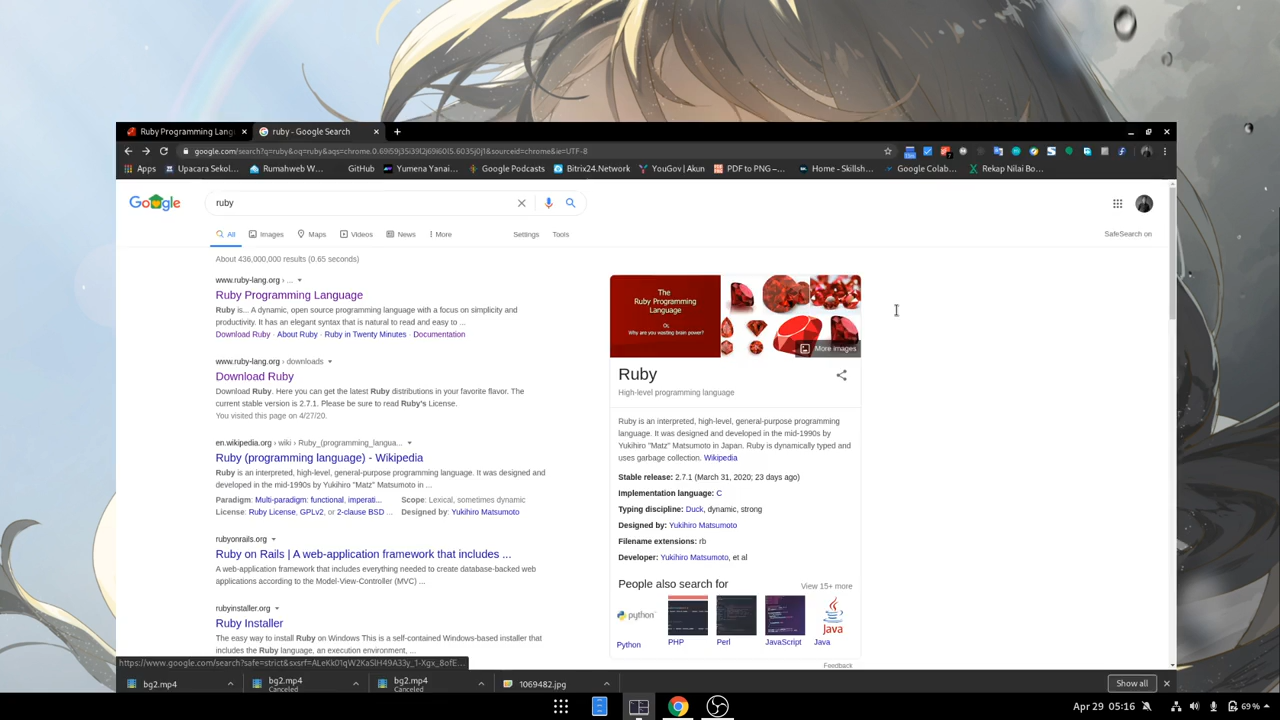 Ruby Programming Lang
ruby - Google Search
google.com/search?q=ruby&oq=ruby&aqs=chrome.0.69i59j35i39l2j69i60l5.6035j0j1&sourceid=chrome&ie=UTF-8
Apps
Upacara Sekol...
Rumahweb W...
GitHub
Yumena Yanai...
Google Podcasts
Bitrix24.Network
YouGov | Akun
PDF to PNG –...
Home - Skillsh...
Google Colab...
Rekap Nilai Bo...
Google
ruby
All
Images
Maps
Videos
News
More
Settings
Tools
SafeSearch on
About 436,000,000 results (0.65 seconds)
www.ruby-lang.org › ...
Ruby Programming Language
Ruby is... A dynamic, open source programming language with a focus on simplicity and
productivity. It has an elegant syntax that is natural to read and easy to ...
Download Ruby · About Ruby · Ruby in Twenty Minutes · Documentation
www.ruby-lang.org › downloads
Download Ruby
Download Ruby. Here you can get the latest Ruby distributions in your favorite flavor. The
current stable version is 2.7.1. Please be sure to read Ruby's License.
You visited this page on 4/27/20.
en.wikipedia.org › wiki › Ruby_(programming_langua...
Ruby (programming language) - Wikipedia
Ruby is an interpreted, high-level, general-purpose programming language. It was designed and
developed in the mid-1990s by Yukihiro "Matz" Matsumoto in ...
Paradigm: Multi-paradigm: functional, imperati...
Scope: Lexical, sometimes dynamic
License: Ruby License, GPLv2, or 2-clause BSD ...
Designed by: Yukihiro Matsumoto
rubyonrails.org
Ruby on Rails | A web-application framework that includes ...
A web-application framework that includes everything needed to create database-backed web
applications according to the Model-View-Controller (MVC) ...
rubyinstaller.org
Ruby Installer
The easy way to install Ruby on Windows This is a self-contained Windows-based installer that
includes the Ruby language, an execution environment, ...
The
Ruby Programming
Language
Or,
Why are you wasting brain power?
More images
Ruby
High-level programming language
Ruby is an interpreted, high-level, general-purpose programming
language. It was designed and developed in the mid-1990s by
Yukihiro "Matz" Matsumoto in Japan. Ruby is dynamically typed and
uses garbage collection. Wikipedia
Stable release: 2.7.1 (March 31, 2020; 23 days ago)
Implementation language: C
Typing discipline: Duck, dynamic, strong
Designed by: Yukihiro Matsumoto
Filename extensions: rb
Developer: Yukihiro Matsumoto, et al
People also search for
View 15+ more
python
Java
Python
PHP
Perl
JavaScript
Java
Feedback
https://www.google.com/search?safe=strict&sxsrf=ALeKk01qW2KaSlH49A33y_1-Xgx_8ofE...
bg2.mp4
bg2.mp4
Canceled
bg2.mp4
Canceled
1069482.jpg
Show all
Apr 29 05:16
69 %